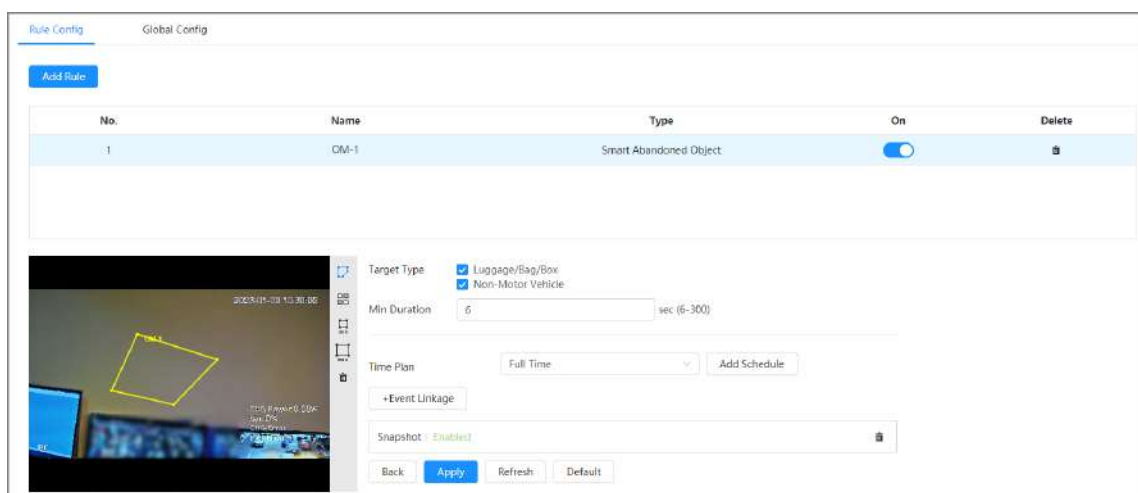 Rule Config Global Config
Add Rule
No. Name Type On Delete
1 OM-1 Smart Abandoned Object
Target Type Luggage/Bag/Box
Non-Motor Vehicle
Min Duration 6 sec (6-300)
Time Plan Full Time Add Schedule
+Event Linkage
Snapshot : Enabled
Back Apply Refresh Default
OM-1